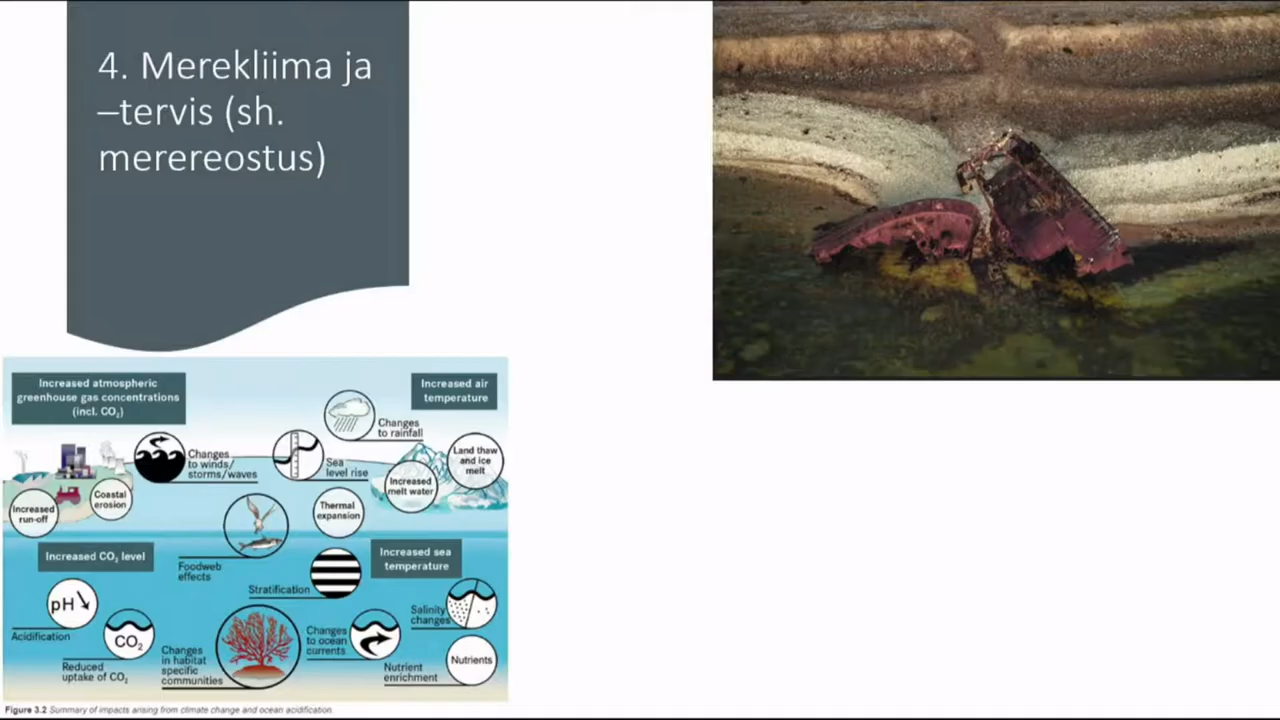 4. Merekliima ja
–tervis (sh.
merereostus)
Increased atmospheric
greenhouse gas concentrations
(incl. CO₂)
Increased air
temperature
Changes
to rainfall
Changes
to winds/
storms/waves
Sea
level rise
Land thaw
and ice
melt
Increased
melt water
Coastal
erosion
Increased
run-off
Thermal
expansion
Increased CO₂ level
Foodweb
effects
Increased sea
temperature
Stratification
pH
Acidification
CO₂
Reduced
uptake of CO₂
Changes
in habitat
specific
communities
Changes
to ocean
currents
Salinity
changes
Nutrients
Nutrient
enrichment
Figure 3.2 Summary of impacts arising from climate change and ocean acidification.